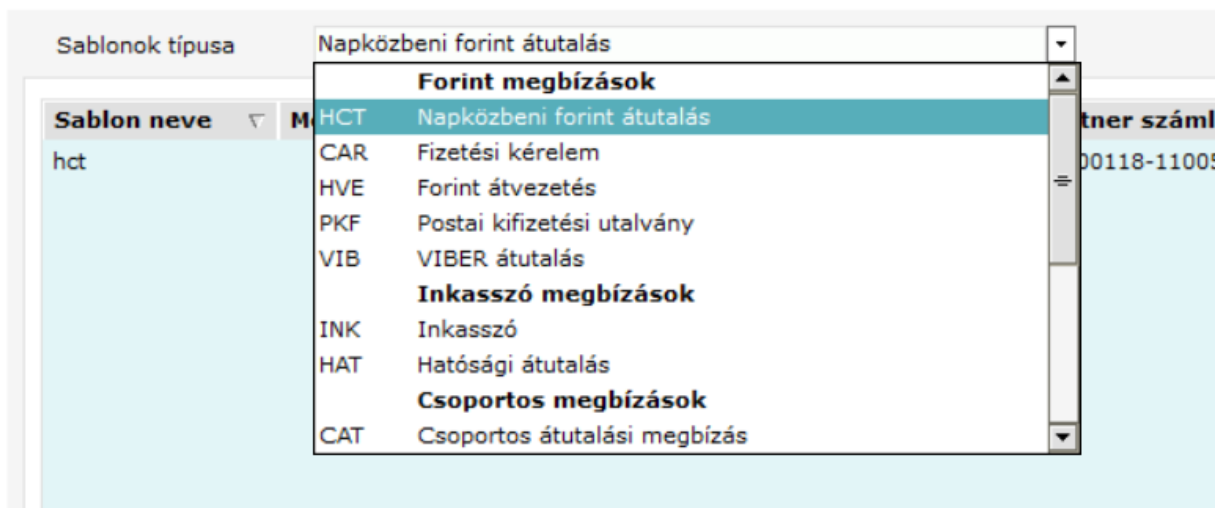 Sablonok típusa Napközbeni forint átutalás
Forint megbízások
Sablon neve HCT Napközbeni forint átutalás
hct CAR Fizetési kérelem 00118-11005
HVE Forint átvezetés
PKF Postai kifizetési utalvány
VIB VIBER átutalás
Inkasszó megbízások
INK Inkasszó
HAT Hatósági átutalás
Csoportos megbízások
CAT Csoportos átutalási megbízás